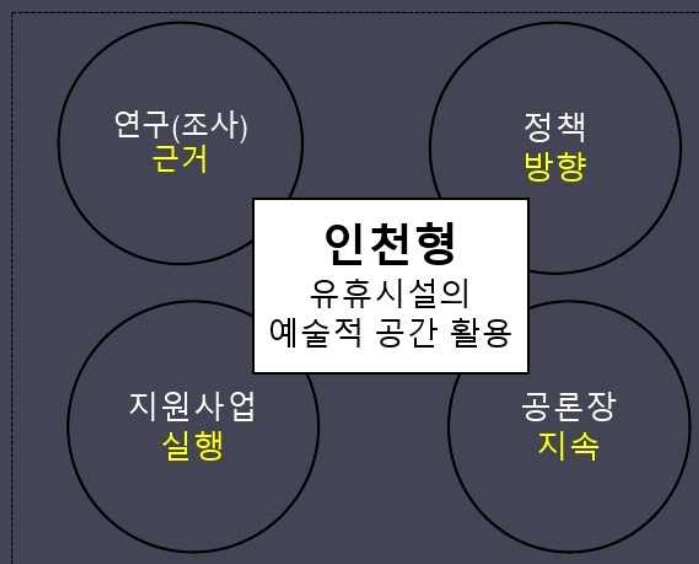 연구(조사)
근거
정책
방향
인천형
유휴시설의
예술적 공간 활용
지원사업
실행
공론장
지속